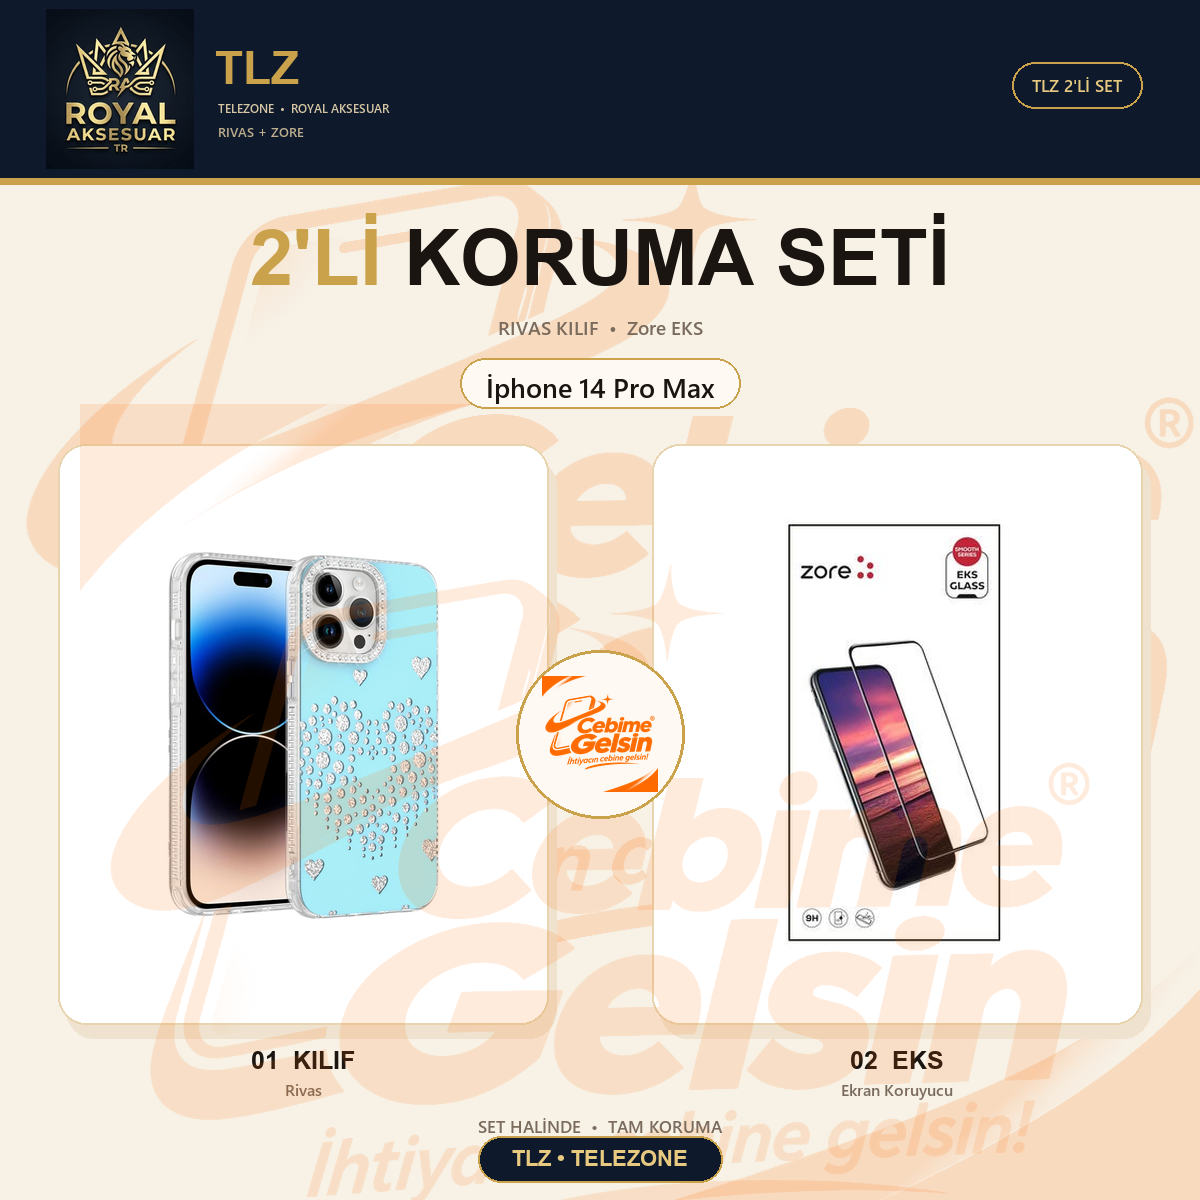 ROYAL
AKSESUAR
TR
TLZ
TELEZONE • ROYAL AKSESUAR
RIVAS + ZORE
TLZ 2'Lİ SET
2'Lİ KORUMA SETİ
RIVAS KILIF • Zore EKS
İphone 14 Pro Max
zore
SMOOTH
SERIES
EKS
GLASS
9H
Cebime®
Gelsin
İhtiyacın cebine gelsin!
Cebime®
Gelsin
01 KILIF
Rivas
02 EKS
Ekran Koruyucu
SET HALİNDE • TAM KORUMA
TLZ • TELEZONE